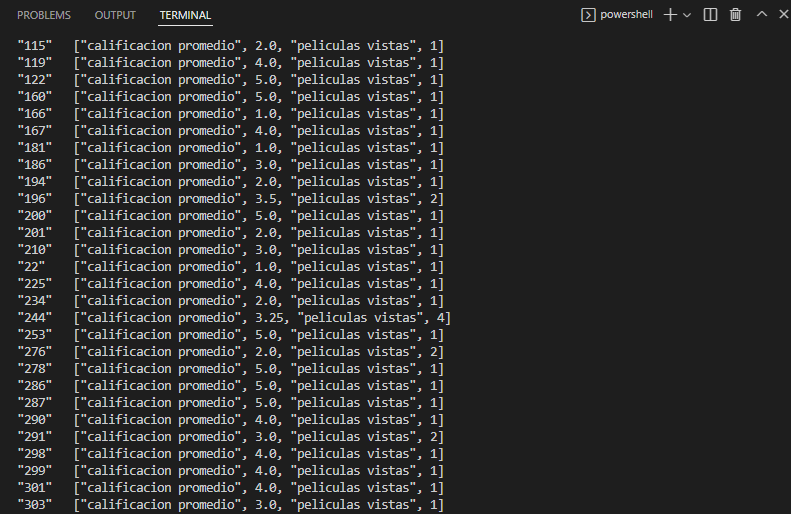 PROBLEMS OUTPUT TERMINAL powershell
"115" ["calificacion promedio", 2.0, "peliculas vistas", 1]
"119" ["calificacion promedio", 4.0, "peliculas vistas", 1]
"122" ["calificacion promedio", 5.0, "peliculas vistas", 1]
"160" ["calificacion promedio", 5.0, "peliculas vistas", 1]
"166" ["calificacion promedio", 1.0, "peliculas vistas", 1]
"167" ["calificacion promedio", 4.0, "peliculas vistas", 1]
"181" ["calificacion promedio", 1.0, "peliculas vistas", 1]
"186" ["calificacion promedio", 3.0, "peliculas vistas", 1]
"194" ["calificacion promedio", 2.0, "peliculas vistas", 1]
"196" ["calificacion promedio", 3.5, "peliculas vistas", 2]
"200" ["calificacion promedio", 5.0, "peliculas vistas", 1]
"201" ["calificacion promedio", 2.0, "peliculas vistas", 1]
"210" ["calificacion promedio", 3.0, "peliculas vistas", 1]
"22" ["calificacion promedio", 1.0, "peliculas vistas", 1]
"225" ["calificacion promedio", 4.0, "peliculas vistas", 1]
"234" ["calificacion promedio", 2.0, "peliculas vistas", 1]
"244" ["calificacion promedio", 3.25, "peliculas vistas", 4]
"253" ["calificacion promedio", 5.0, "peliculas vistas", 1]
"276" ["calificacion promedio", 2.0, "peliculas vistas", 2]
"278" ["calificacion promedio", 5.0, "peliculas vistas", 1]
"286" ["calificacion promedio", 5.0, "peliculas vistas", 1]
"287" ["calificacion promedio", 5.0, "peliculas vistas", 1]
"290" ["calificacion promedio", 4.0, "peliculas vistas", 1]
"291" ["calificacion promedio", 3.0, "peliculas vistas", 2]
"298" ["calificacion promedio", 4.0, "peliculas vistas", 1]
"299" ["calificacion promedio", 4.0, "peliculas vistas", 1]
"301" ["calificacion promedio", 4.0, "peliculas vistas", 1]
"303" ["calificacion promedio", 3.0, "peliculas vistas", 1]